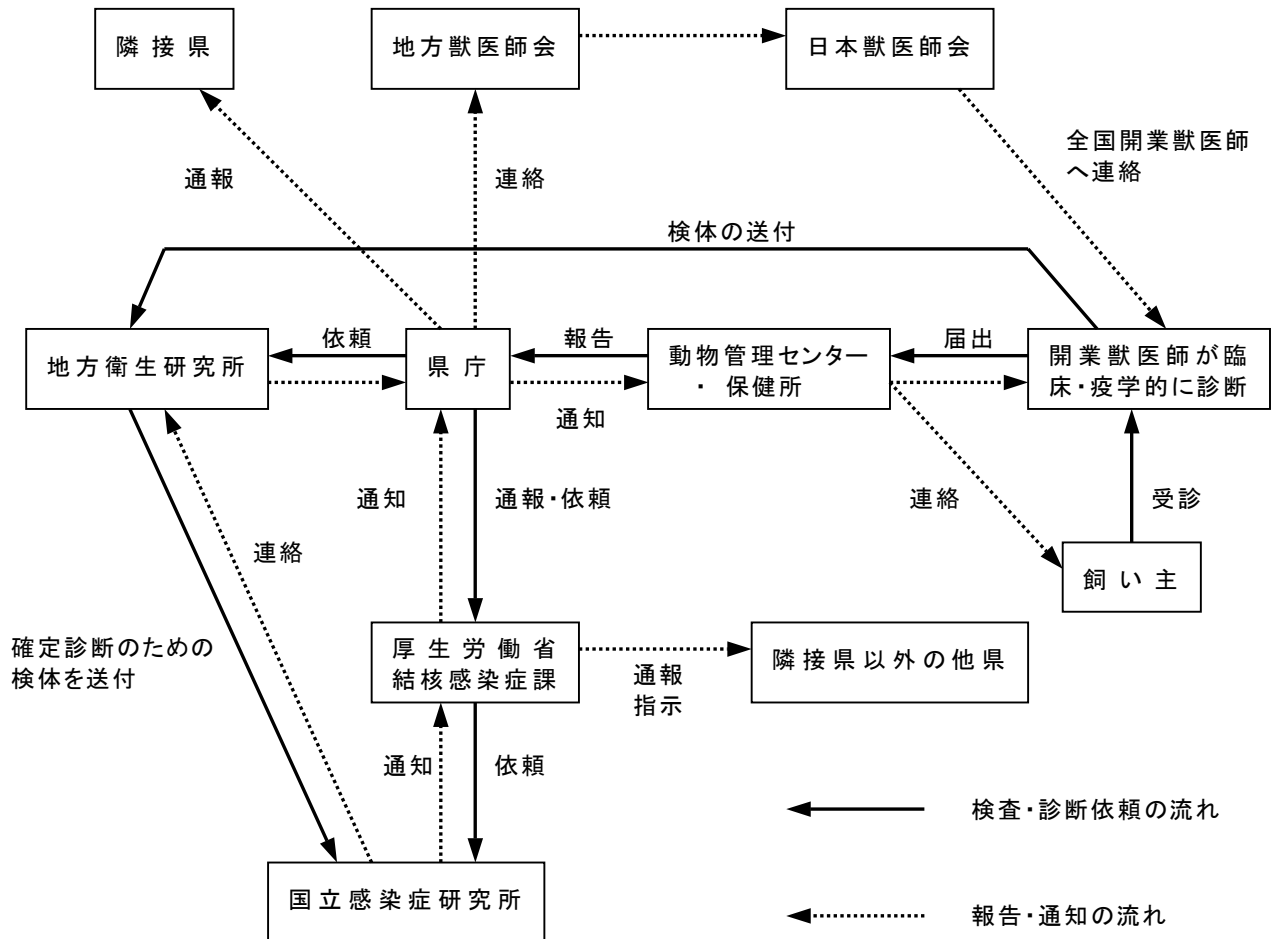 隣接県
地方獣医師会
日本獣医師会
全国開業獣医師
へ連絡
通報
連絡
検体の送付
地方衛生研究所
依頼
県庁
報告
通知
動物管理センター
・保健所
届出
開業獣医師が臨
床・疫学的に診断
通知
通報・依頼
連絡
受診
連絡
飼い主
確定診断のための
検体を送付
厚生労働省
結核感染症課
通報
指示
隣接県以外の他県
通知
依頼
検査・診断依頼の流れ
国立感染症研究所
報告・通知の流れ